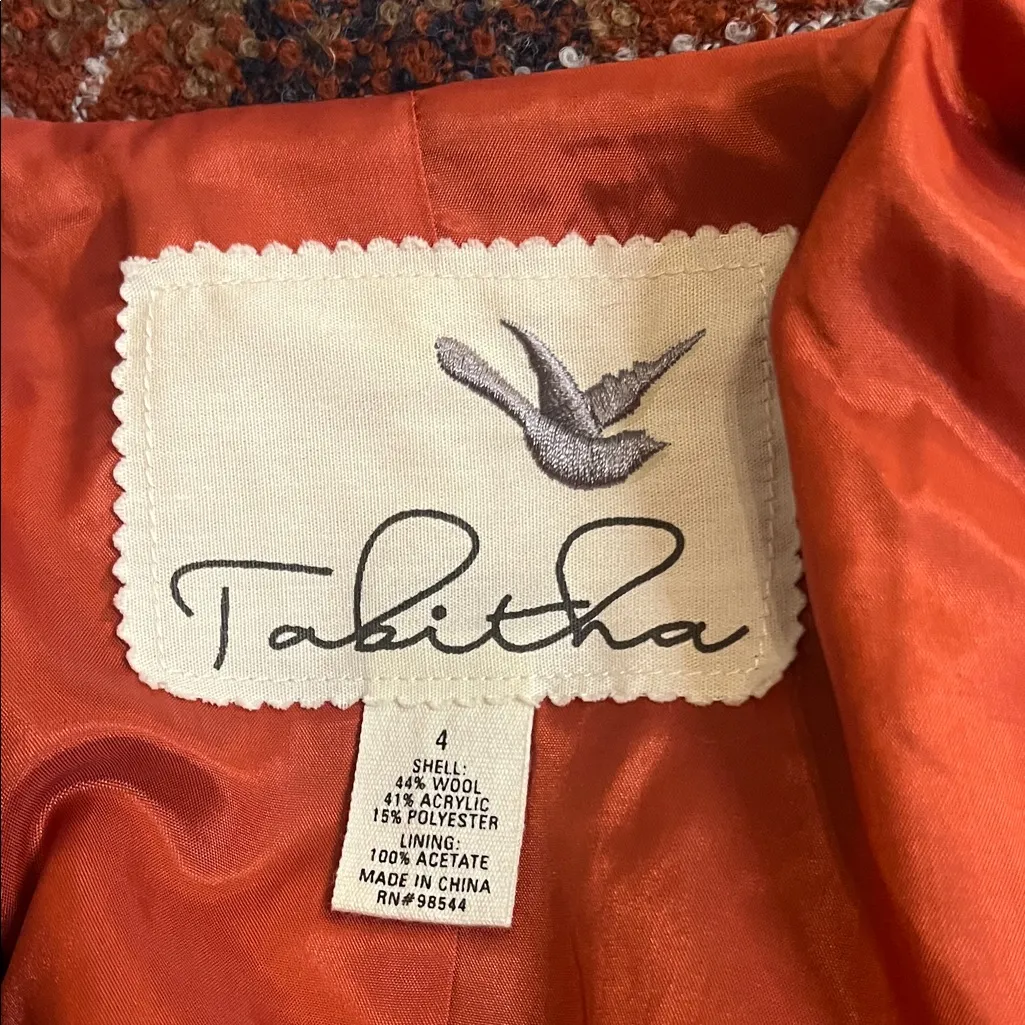 Tabitha
4
SHELL:
44% WOOL
41% ACRYLIC
15% POLYESTER
LINING:
100% ACETATE
MADE IN CHINA
RN#98544